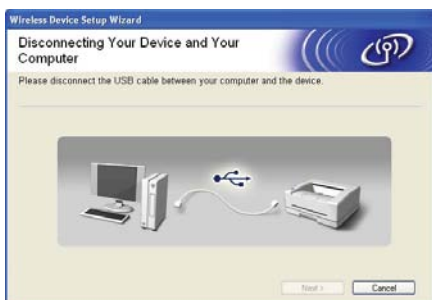 Wireless Device Setup Wizard
Disconnecting Your Device and Your
Computer
Please disconnect the USB cable between your computer and the device.
Next >
Cancel